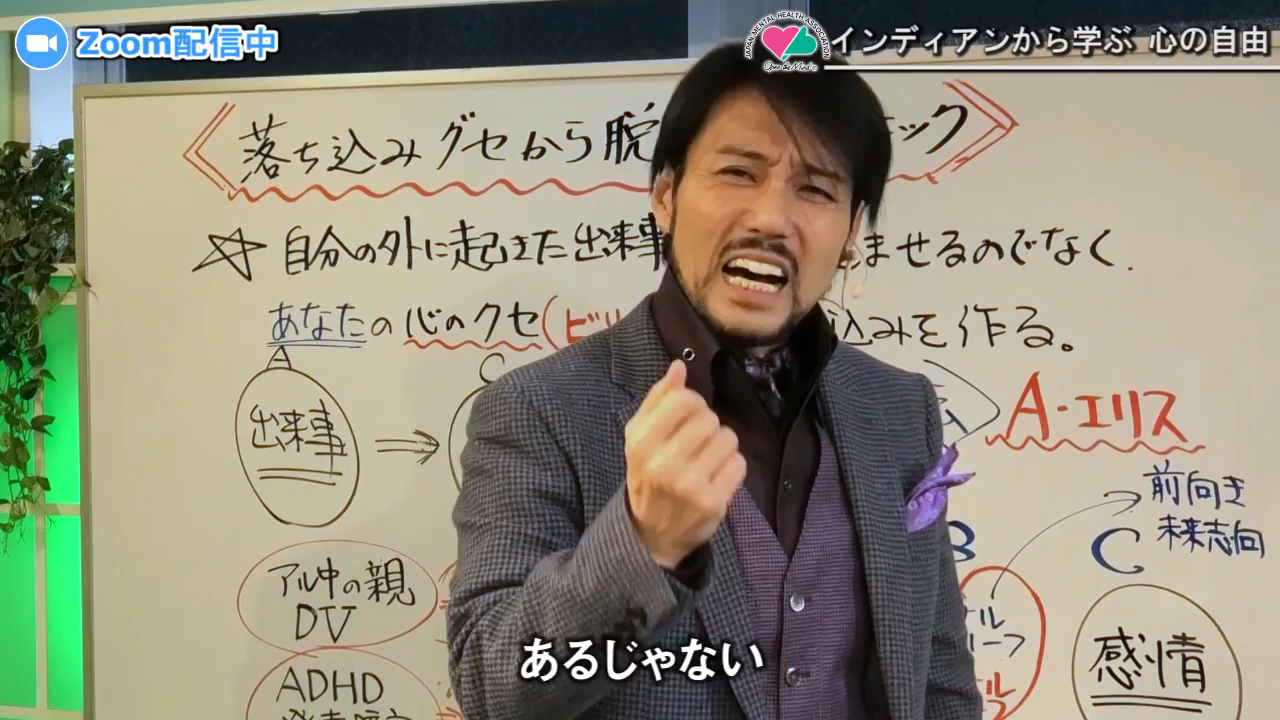 Zoom配信中
JAPAN MENTAL HEALTH ASSOCIATION
インディアンから学ぶ 心の自由
落ち込みグセから脱 ック
☆自分の外に起きた出来事 ませるのでなく.
あなたの心のクセ(ビリ 込みを作る。
A
出来事
A・エリス
前向き
未来志向
B
C
アル中の親
DV
感情
ADHD
あるじゃない